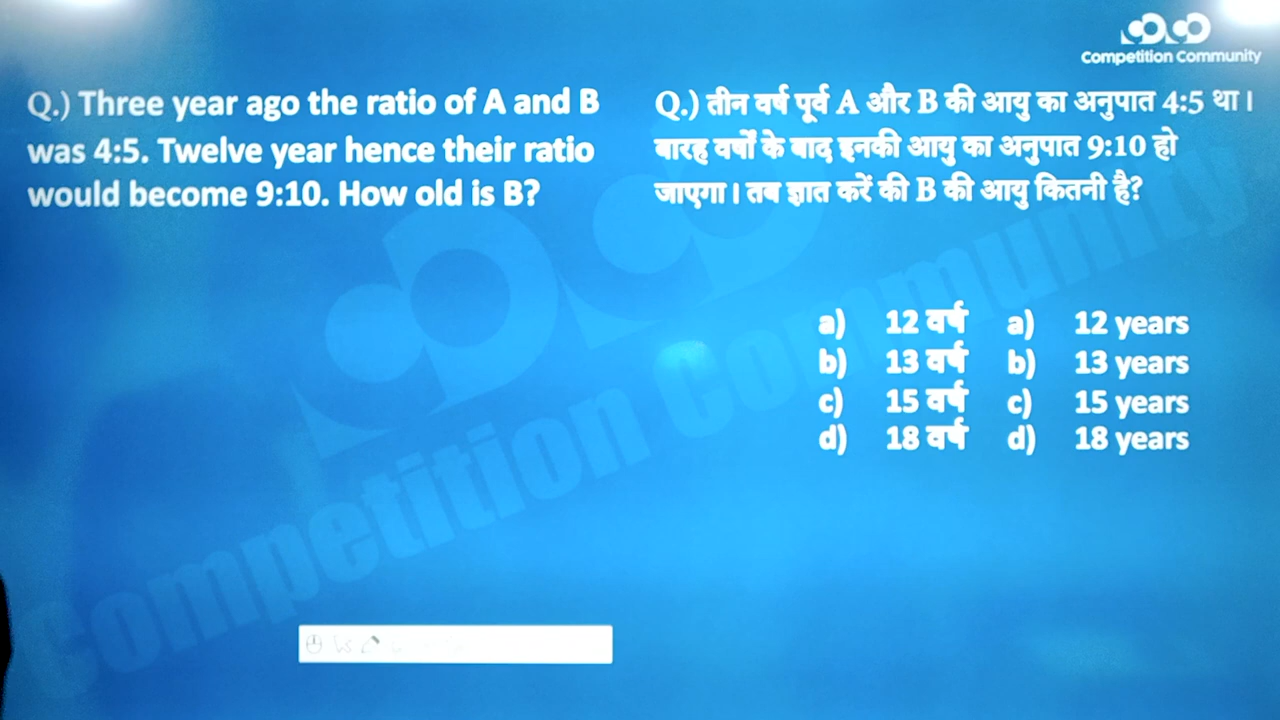 Competition Community
Q.) Three year ago the ratio of A and B
was 4:5. Twelve year hence their ratio
would become 9:10. How old is B?
Q.) तीन वर्ष पूर्व A और B की आयु का अनुपात 4:5 था।
बारह वर्षों के बाद इनकी आयु का अनुपात 9:10 हो
जाएगा। तब ज्ञात करें की B की आयु कितनी है?
a) 12 वर्ष a) 12 years
b) 13 वर्ष b) 13 years
c) 15 वर्ष c) 15 years
d) 18 वर्ष d) 18 years
Competition Community